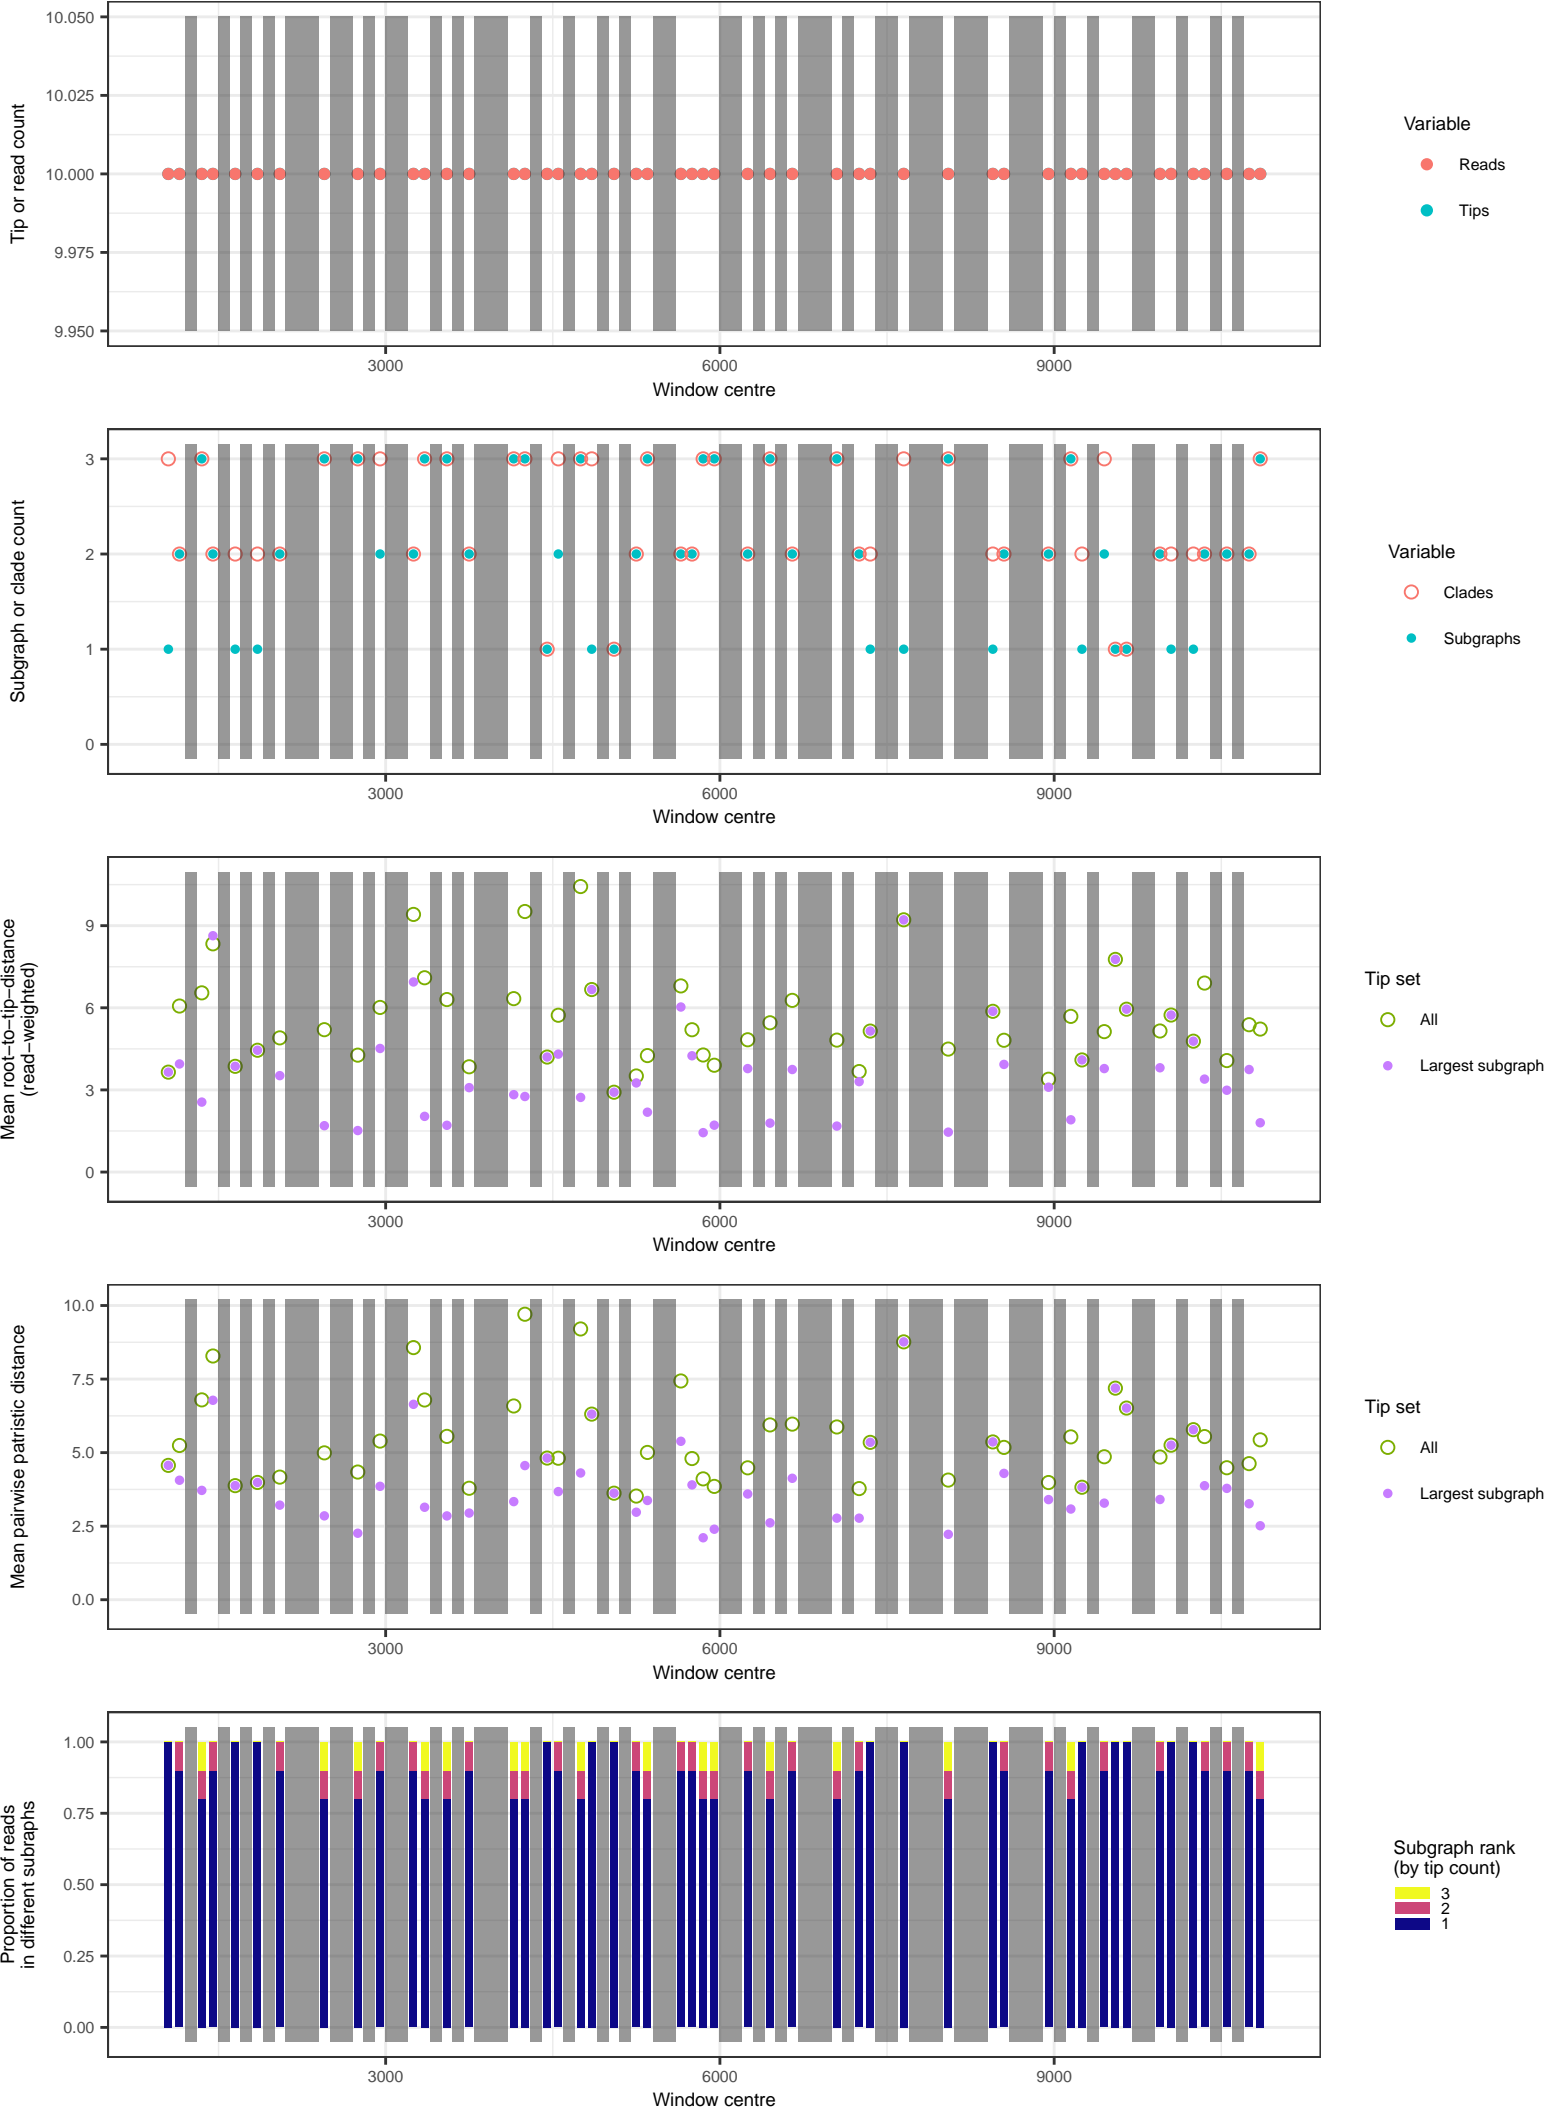 10.050
10.025
10.000
9.975
9.950
Tip or read count
3000
6000
9000
Window centre
Variable
Reads
Tips
3
2
1
0
Subgraph or clade count
3000
6000
9000
Window centre
Variable
Clades
Subgraphs
9
6
3
0
Mean root−to−tip−distance
(read−weighted)
3000
6000
9000
Window centre
Tip set
All
Largest subgraph
10.0
7.5
5.0
2.5
0.0
Mean pairwise patristic distance
3000
6000
9000
Window centre
Tip set
All
Largest subgraph
1.00
0.75
0.50
0.25
0.00
Proportion of reads
in different subraphs
3000
6000
9000
Window centre
Subgraph rank
(by tip count)
3
2
1